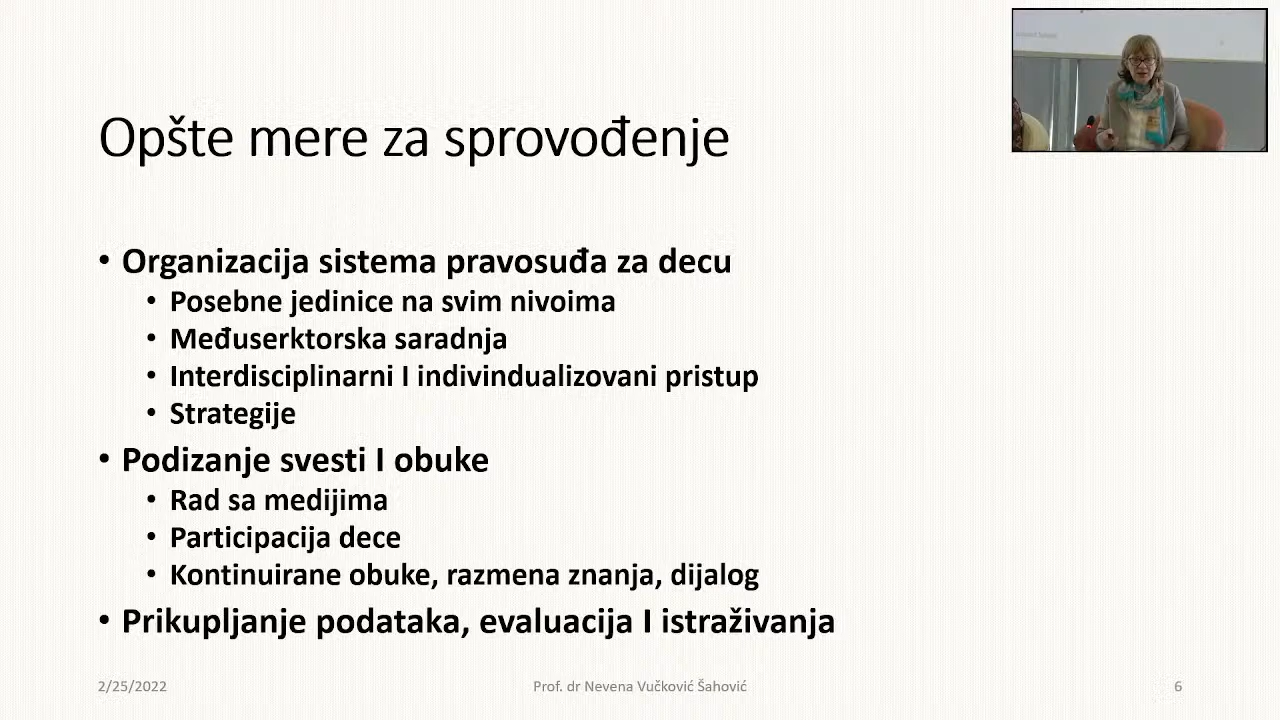 Opšte mere za sprovođenje
• Organizacija sistema pravosuđa za decu
• Posebne jedinice na svim nivoima
• Međuserktorska saradnja
• Interdisciplinarni I indivindualizovani pristup
• Strategije
• Podizanje svesti I obuke
• Rad sa medijima
• Participacija dece
• Kontinuirane obuke, razmena znanja, dijalog
• Prikupljanje podataka, evaluacija I istraživanja
2/25/2022
Prof. dr Nevena Vučković Šahović
6